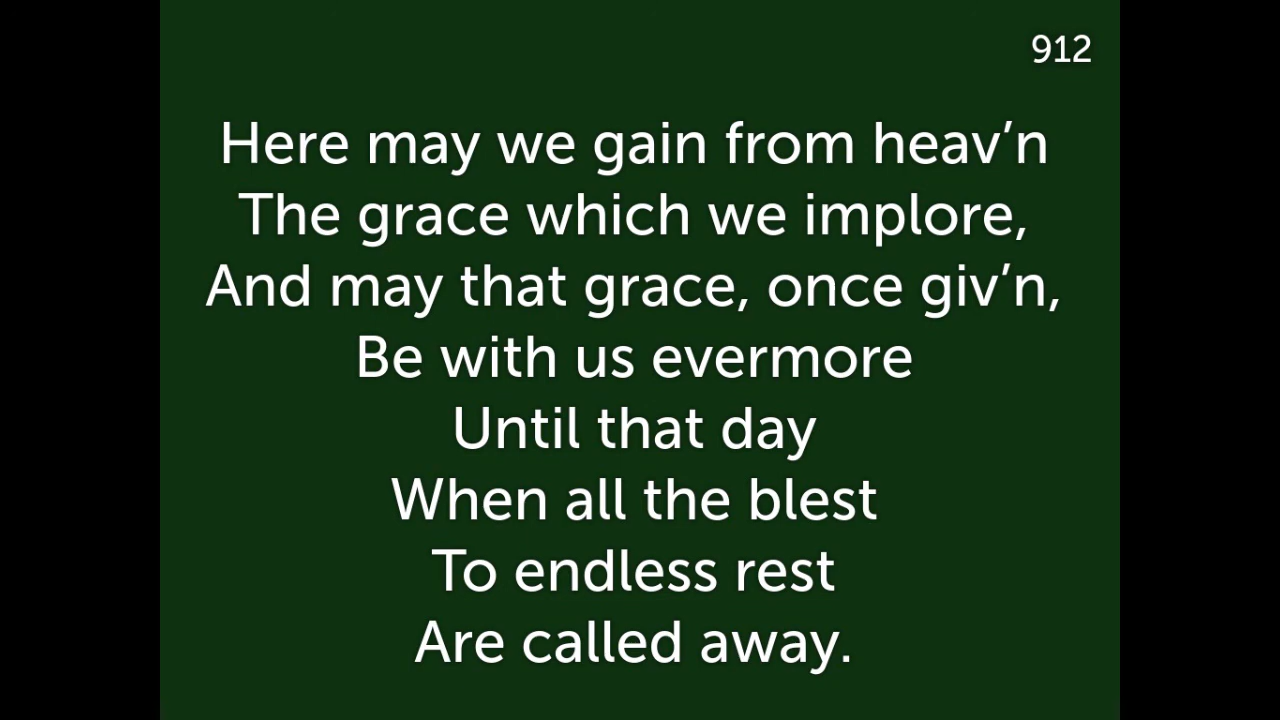 912
Here may we gain from heav’n
The grace which we implore,
And may that grace, once giv’n,
Be with us evermore
Until that day
When all the blest
To endless rest
Are called away.